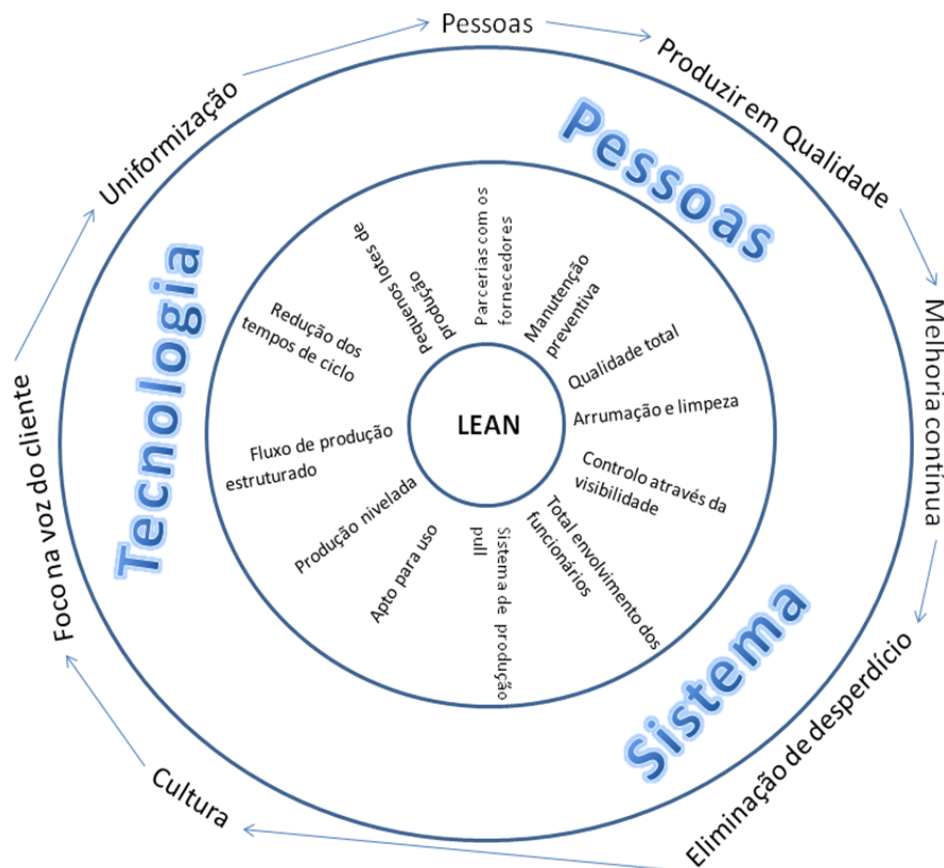 Pessoas
Produzir em Qualidade
Melhoria contínua
Eliminação de desperdício
Cultura
Foco na voz do cliente
Uniformização
Pessoas
Sistema
Tecnologia
Parcerias com os
fornecedores
Manutenção
preventiva
Qualidade total
Arrumação e limpeza
Controlo através da
visibilidade
Total envolvimento dos
funcionários
Sistema de produção
pull
Apto para uso
Produção nivelada
Fluxo de produção
estruturado
Redução dos
tempos de ciclo
Pequenos lotes de
produção
LEAN